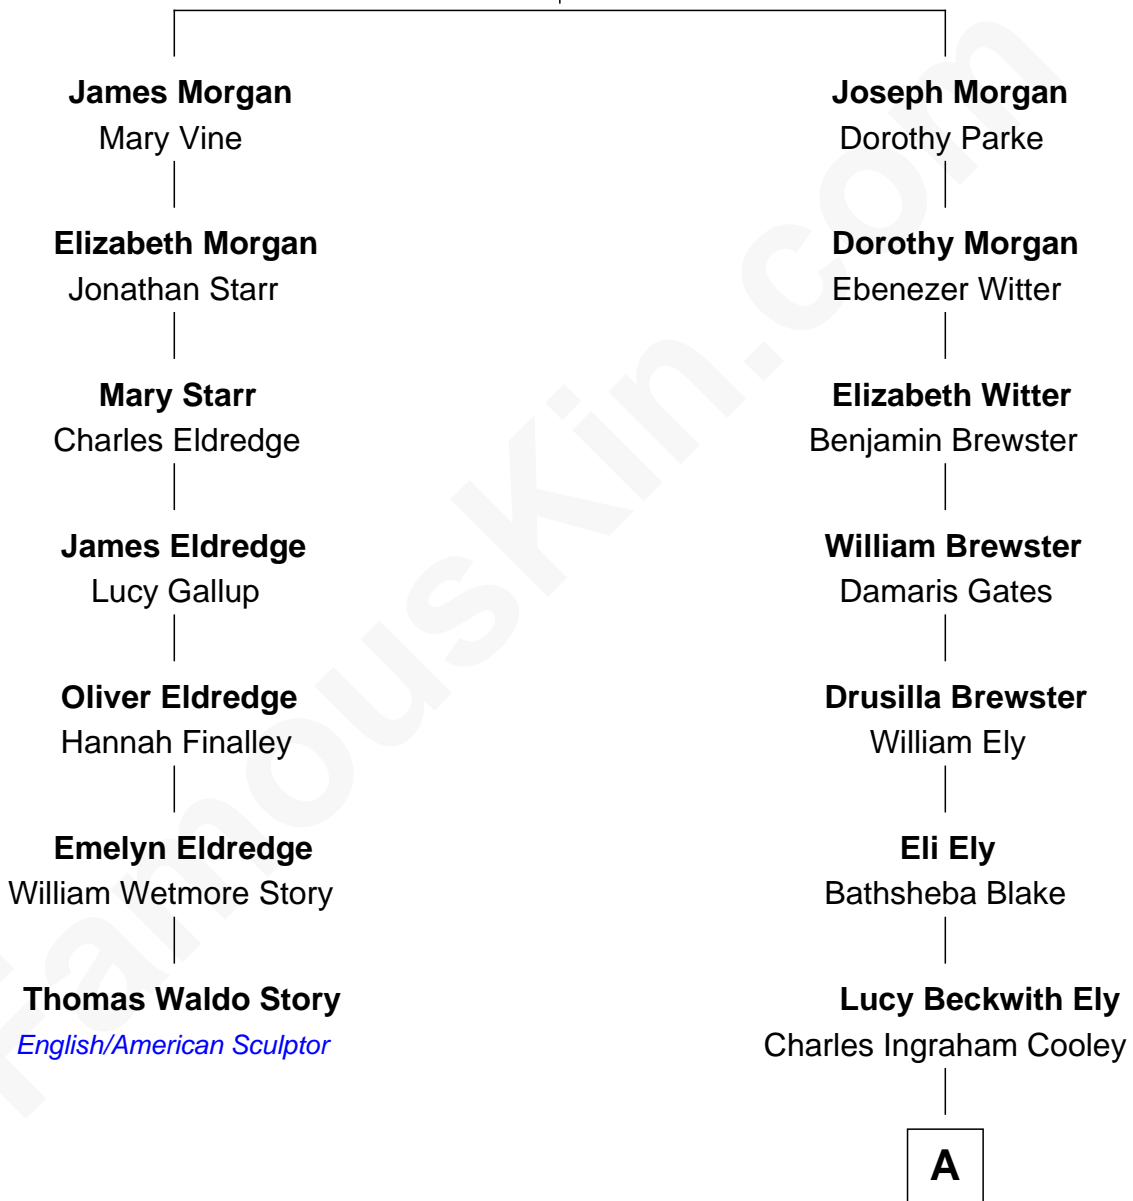 James Morgan
Mary Vine
Elizabeth Morgan
Jonathan Starr
Mary Starr
Charles Eldredge
James Eldredge
Lucy Gallup
Oliver Eldredge
Hannah Finalley
Emelyn Eldredge
William Wetmore Story
Thomas Waldo Story
English/American Sculptor
Joseph Morgan
Dorothy Parke
Dorothy Morgan
Ebenezer Witter
Elizabeth Witter
Benjamin Brewster
William Brewster
Damaris Gates
Drusilla Brewster
William Ely
Eli Ely
Bathsheba Blake
Lucy Beckwith Ely
Charles Ingraham Cooley
A
FamousKin.com